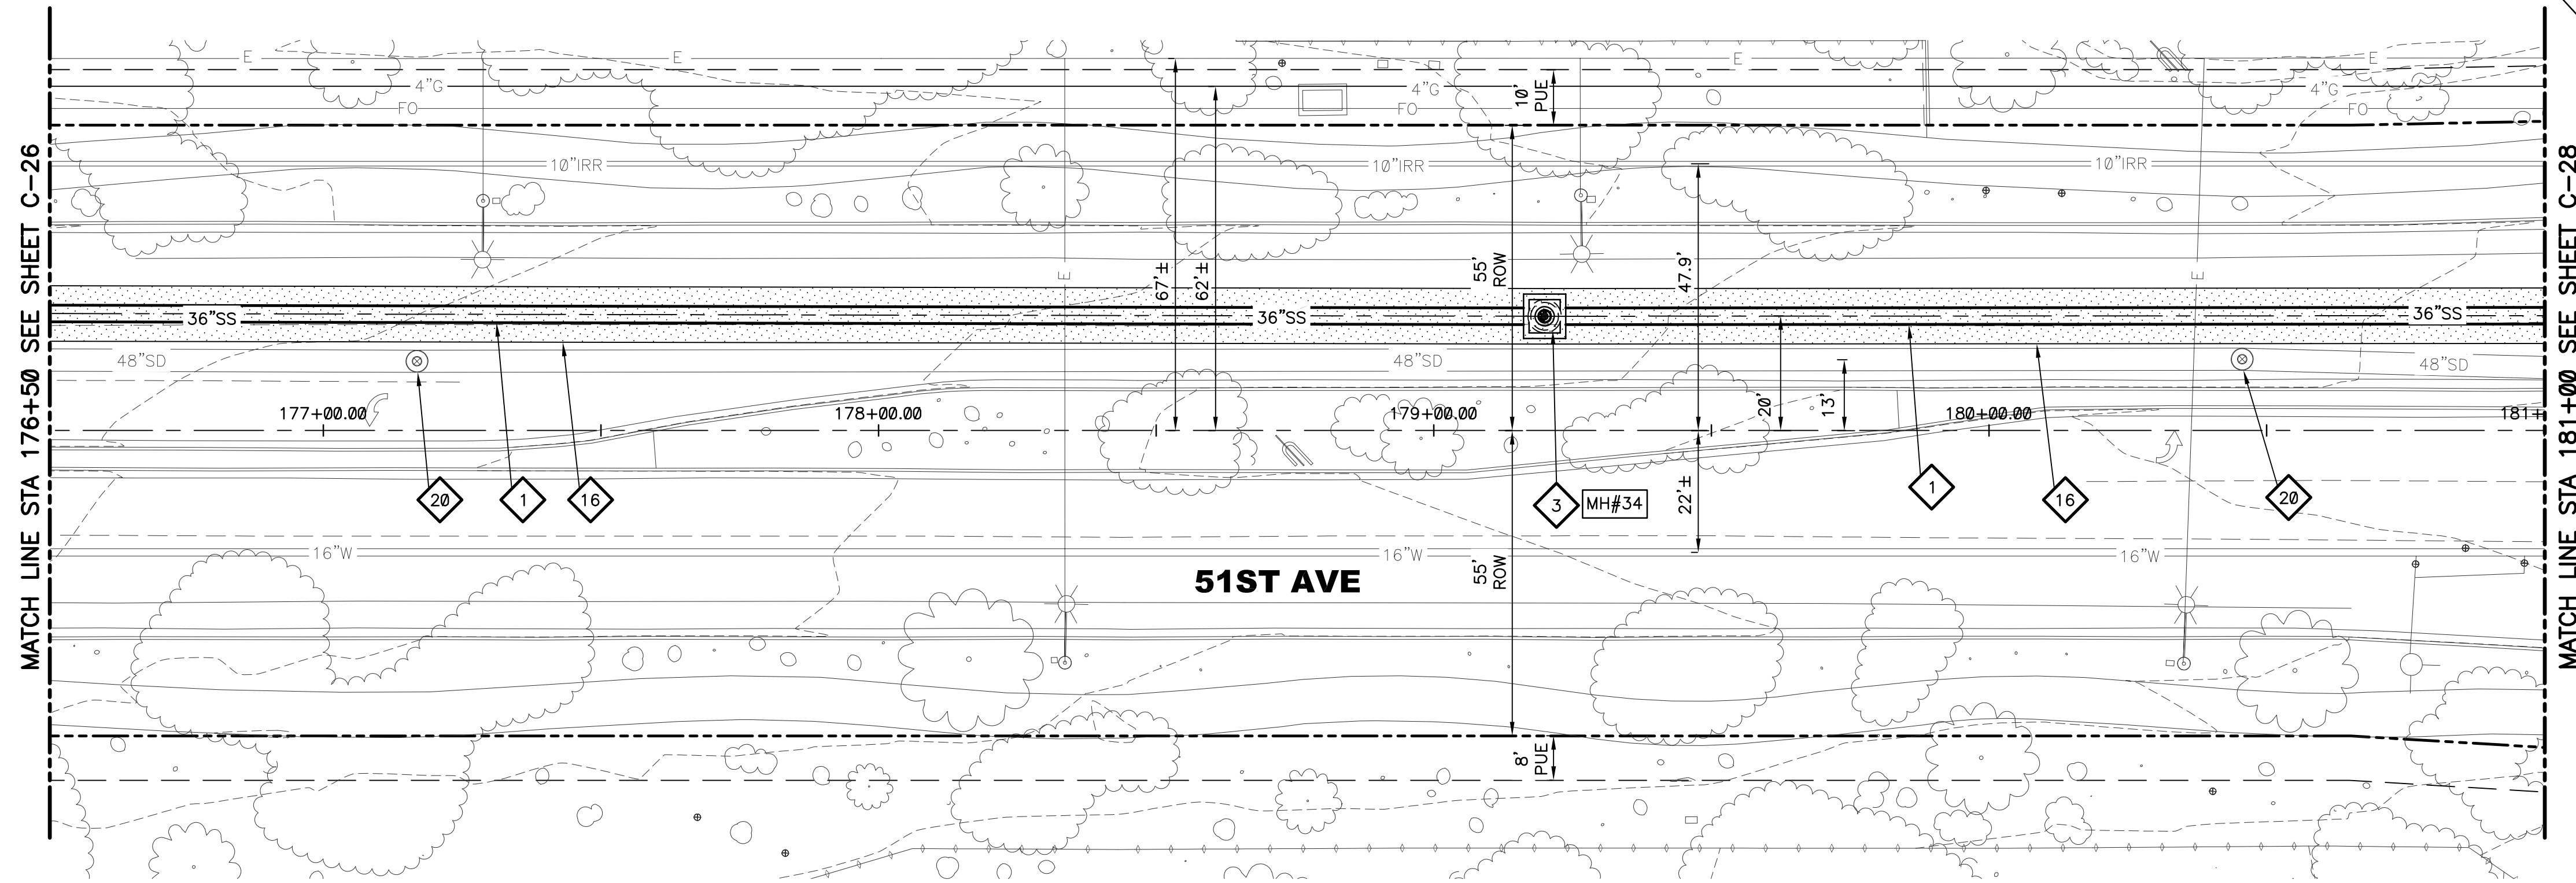 MATCH LINE STA 176+50 SEE SHEET C-26
E
E
E
E
4"G
4"G
4"G
FO
FO
FO
10' PUE
10"IRR
10"IRR
10"IRR
67'±
62'±
55' ROW
47.9'
E
E
36"SS
36"SS
36"SS
48"SD
48"SD
48"SD
20'
13'
177+00.00
178+00.00
179+00.00
180+00.00
181+
20
1
16
3
MH#34
22'±
1
16
20
16"W
16"W
16"W
55' ROW
51ST AVE
8' PUE
MATCH LINE STA 181+00 SEE SHEET C-28